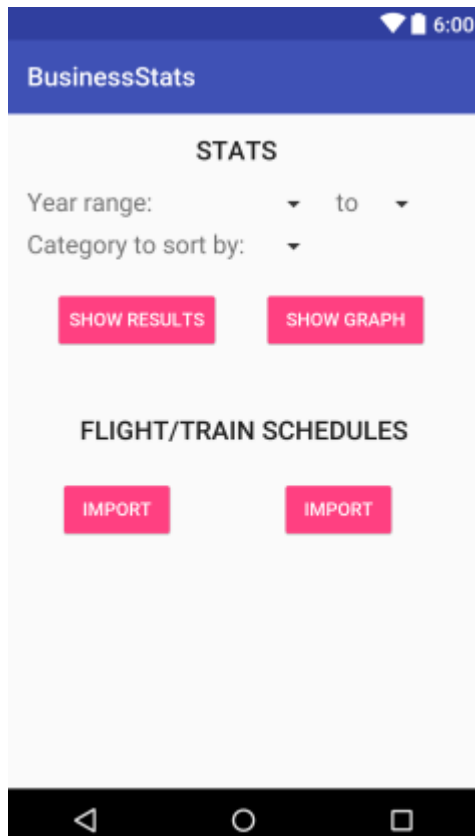 6:00
BusinessStats
STATS
Year range: to
Category to sort by:
SHOW RESULTS SHOW GRAPH
FLIGHT/TRAIN SCHEDULES
IMPORT IMPORT